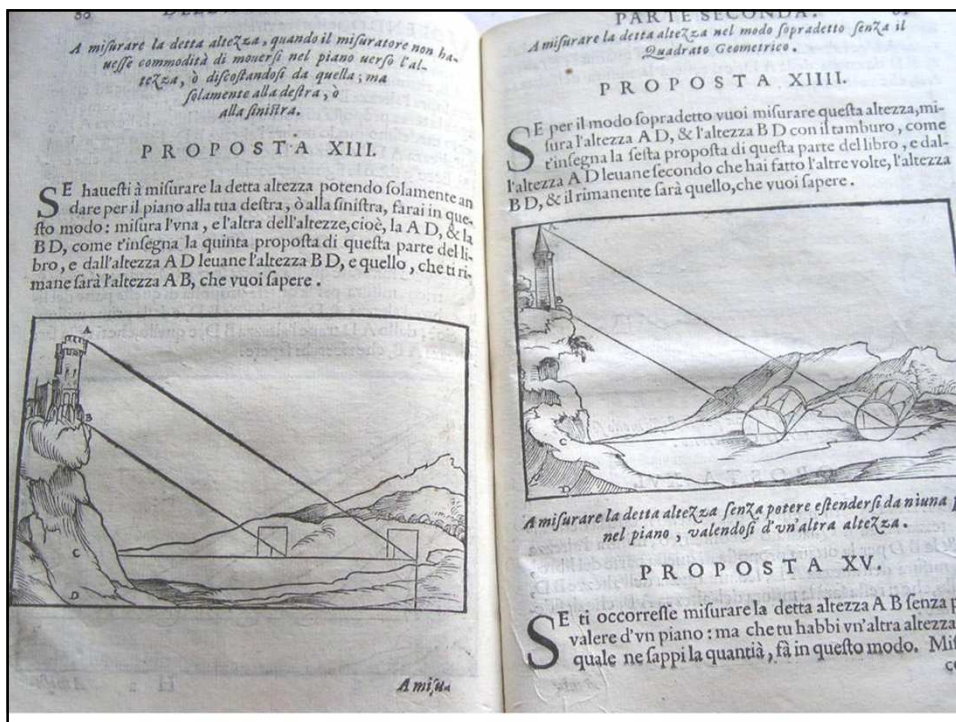 A miſurare la detta altezza, quando il miſuratore non ha-
ueſſe commodità di mouerſi nel piano uerſo l'al-
tezza, ò diſcoſtandoſi da quella; ma
ſolamente alla deſtra, ò
alla ſiniſtra.
PROPOSTA XIII.
SE haueſti à miſurare la detta altezza potendo ſolamente an
dare per il piano alla tua deſtra, ò alla ſiniſtra, farai in que-
ſto modo: miſura l'vna, e l'altra dell'altezze, cioè, la A D, & la
B D, come t'inſegna la quinta propoſta di queſta parte del li-
bro, e dall'altezza A D leuane l'altezza B D, e quello, che ti ri-
mane ſarà l'altezza A B, che vuoi ſapere.
A
B
C
D
A miſu-
PARTE SECONDA.
A miſurare la detta altezza nel modo ſopradetto ſenza il
Quadrato Geometrico.
PROPOSTA XIIII.
SE per il modo ſopradetto vuoi miſurare queſta altezza, mi-
ſura l'altezza A D, & l'altezza B D con il tamburo, come
t'inſegna la ſeſta propoſta di queſta parte del libro, e dal-
l'altezza A D leuane ſecondo che hai fatto l'altre volte, l'altezza
B D, & il rimanente ſarà quello, che vuoi ſapere.
C
D
A miſurare la detta altezza ſenza potere eſtenderſi da niuna p
nel piano, valendoſi d'vn'altra altezza.
PROPOSTA XV.
SE ti occorreſſe miſurare la detta altezza A B ſenza p
valere d'vn piano: ma che tu habbi vn'altra altezza
quale ne ſappi la quantià, fà in queſto modo. Miſ